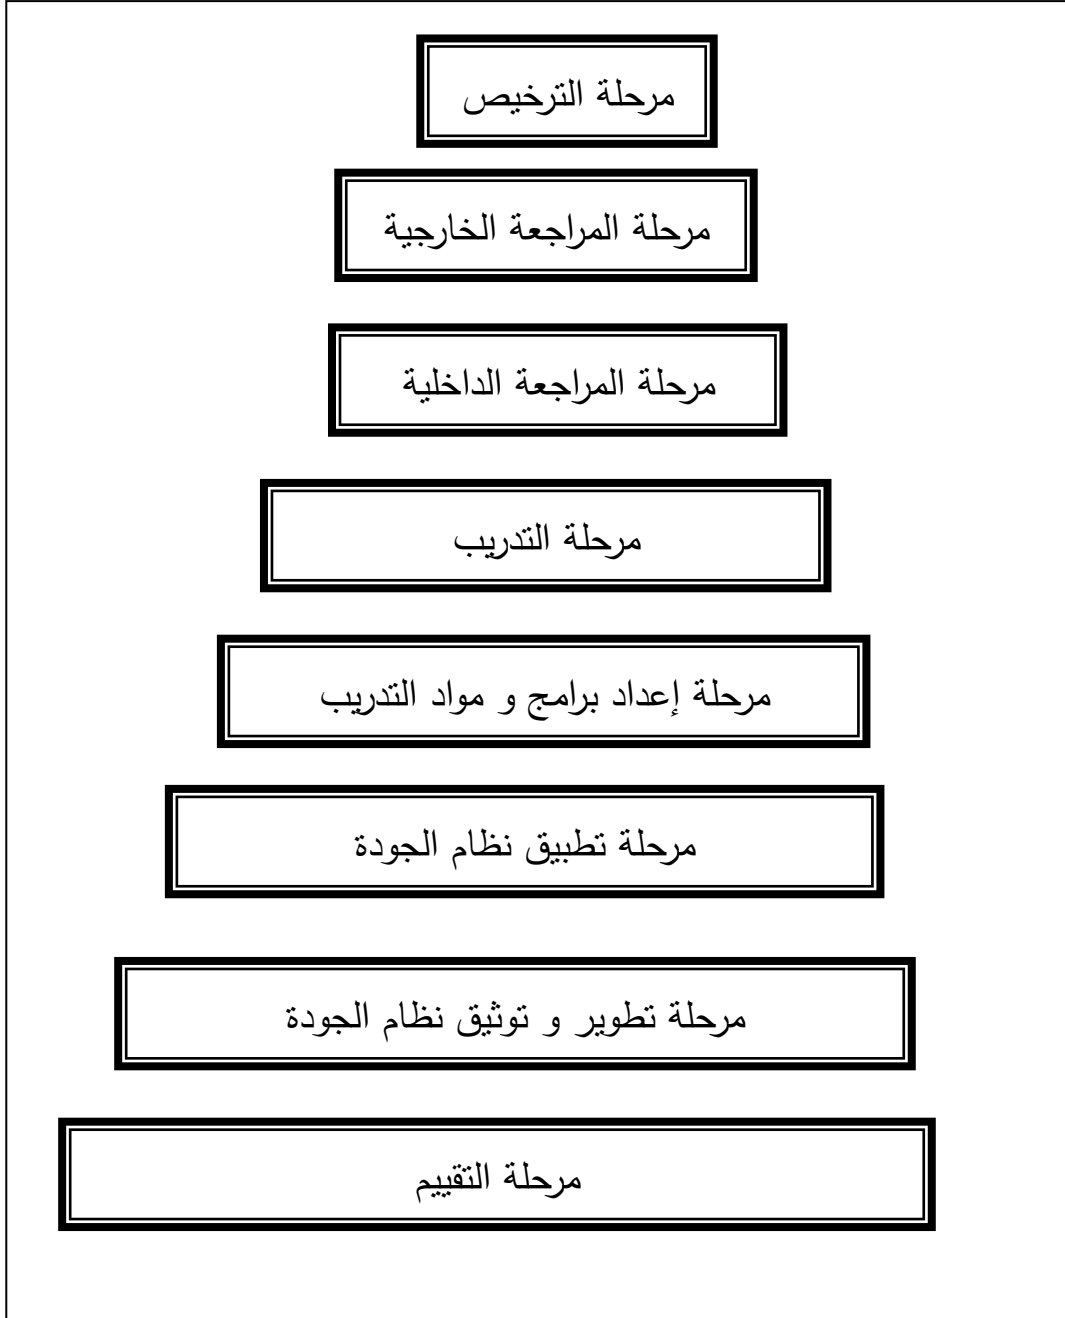 مرحلة الترخيص
مرحلة المراجعة الخارجية
مرحلة المراجعة الداخلية
مرحلة التدريب
مرحلة إعداد برامج و مواد التدريب
مرحلة تطبيق نظام الجودة
مرحلة تطوير و توثيق نظام الجودة
مرحلة التقييم